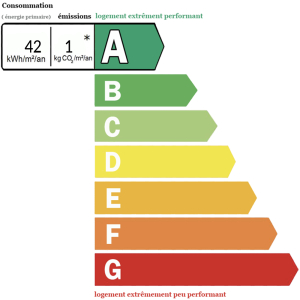 Consommation
( énergie primaire) émissions logement extrêmement performant
42 1 * A
kWh/m²/an kg CO₂/m²/an
B
C
D
E
F
G
logement extrêmement peu performant